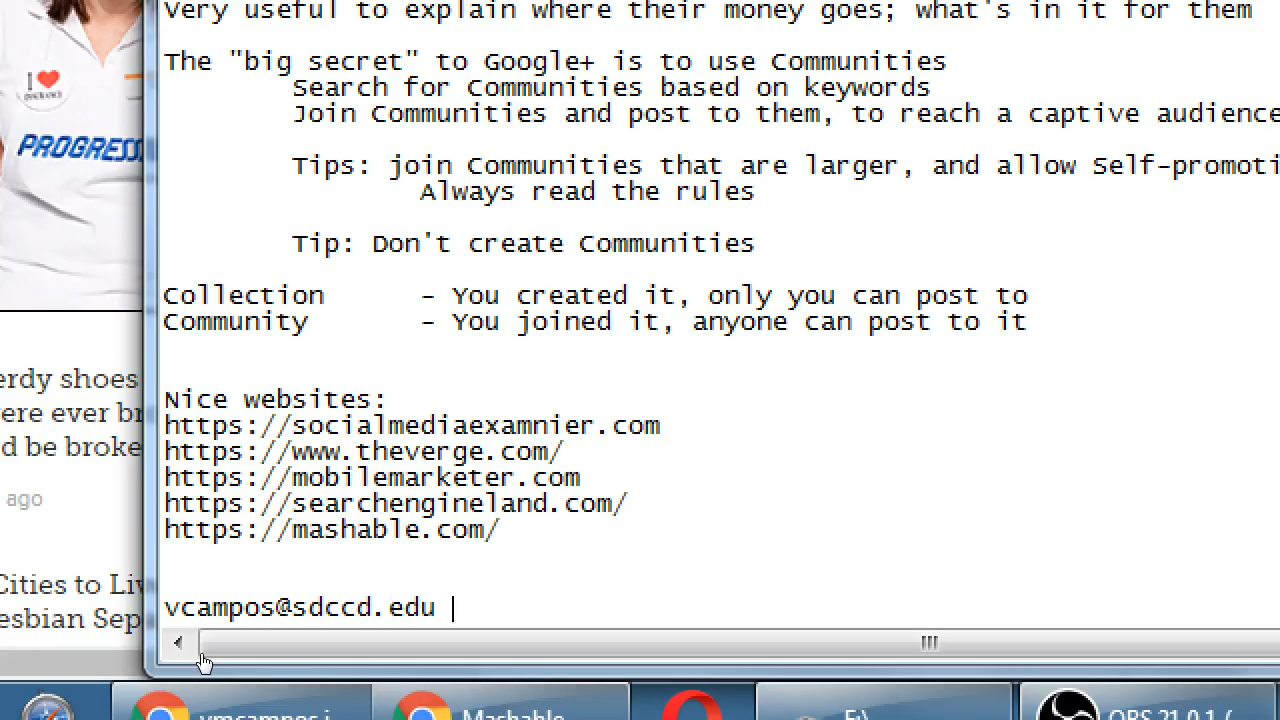 Very useful to explain where their money goes; what's in it for them
The "big secret" to Google+ is to use Communities
Search for Communities based on keywords
Join Communities and post to them, to reach a captive audience
Tips: join Communities that are larger, and allow Self-promoti
Always read the rules
Tip: Don't create Communities
Collection - You created it, only you can post to
Community - You joined it, anyone can post to it
Nice websites:
https://socialmediaexamnier.com
https://www.theverge.com/
https://mobilemarketer.com
https://searchengineland.com/
https://mashable.com/
vcampos@sdccd.edu
I
PROGRESS
erdy shoes
ere ever br
d be broke
ago
Cities to Liv
esbian Sep
vmcampos.i
Mashable
F:\
OBS 21.0.1 (